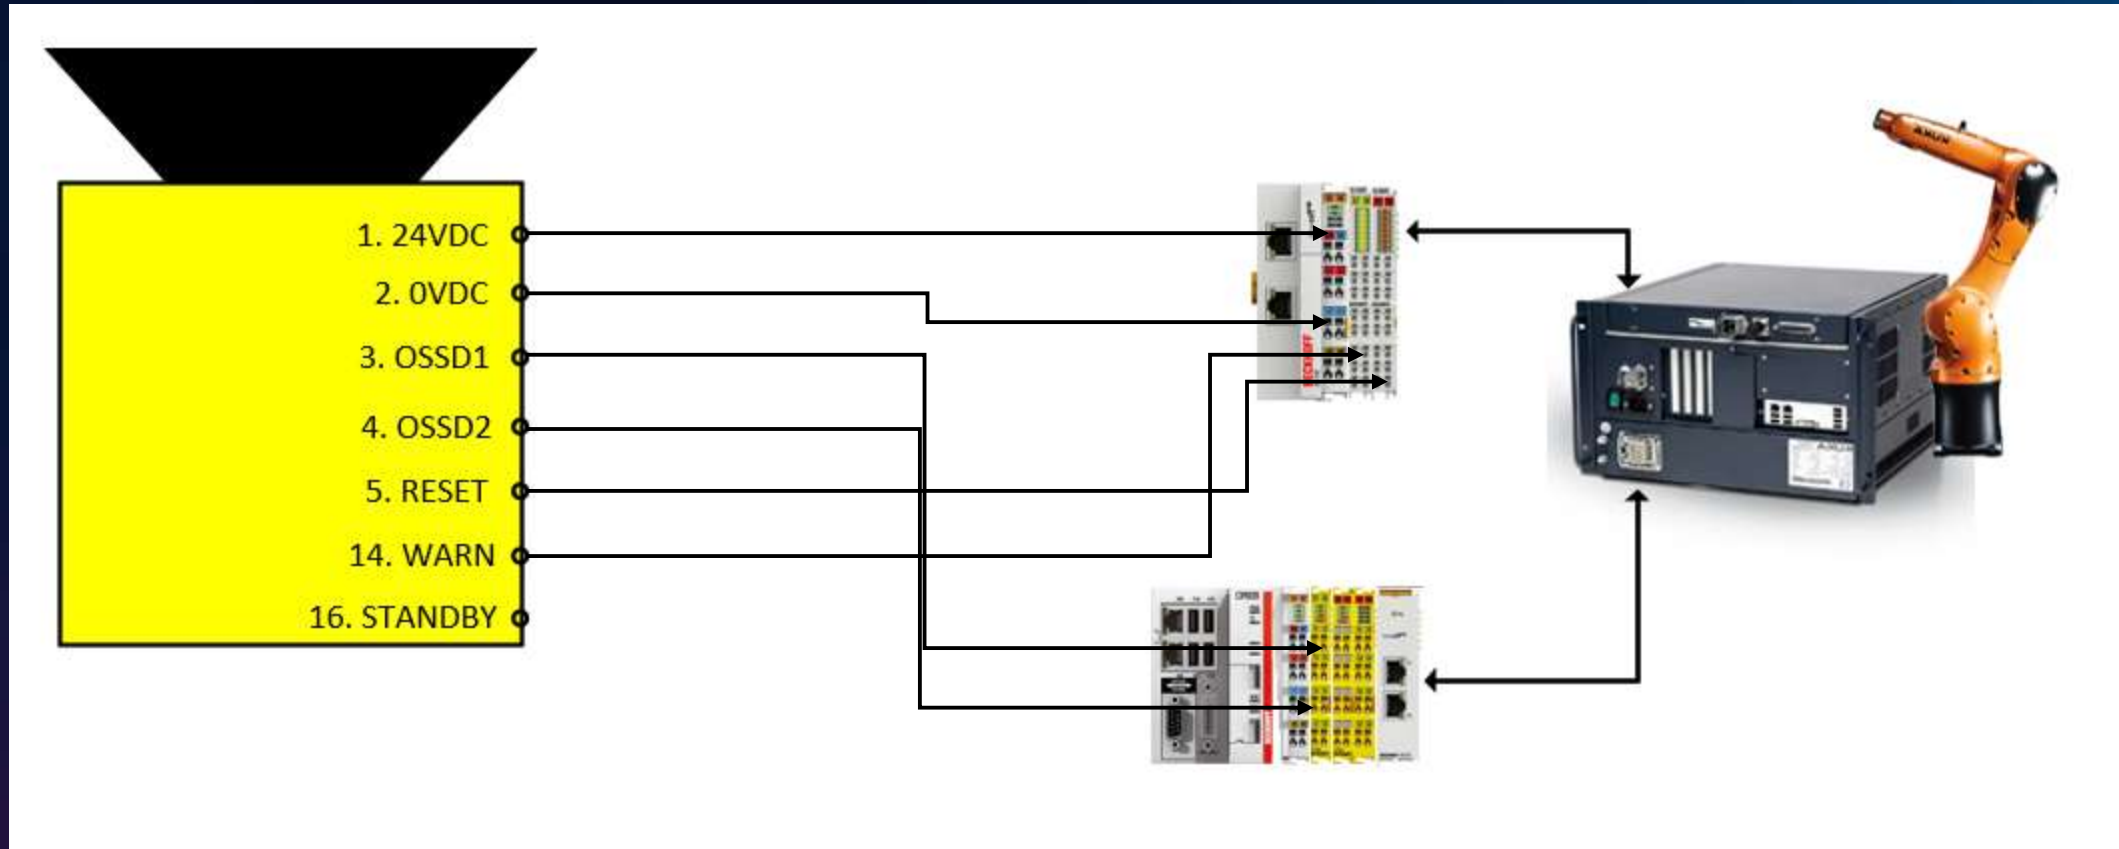 1. 24VDC
2. 0VDC
3. OSSD1
4. OSSD2
5. RESET
14. WARN
16. STANDBY